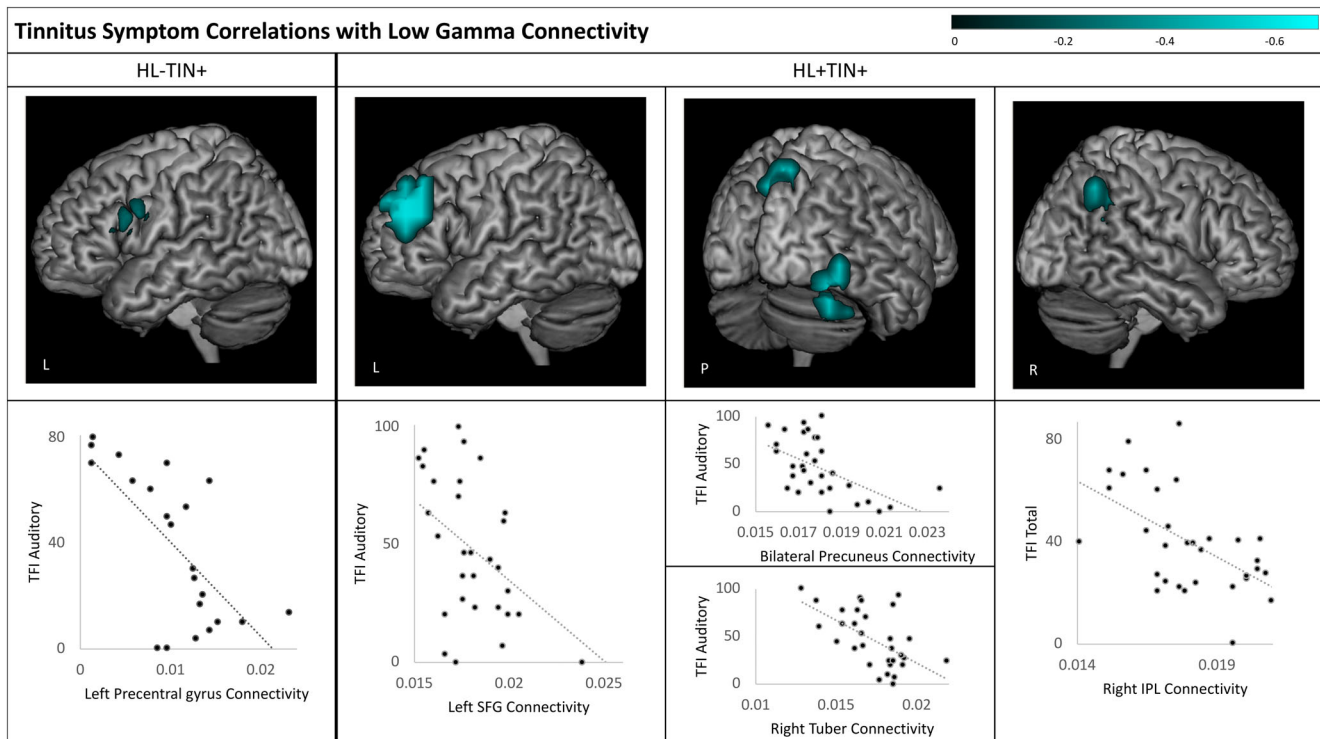 Tinnitus Symptom Correlations with Low Gamma Connectivity
0 -0.2 -0.4 -0.6
HL-TIN+
HL+TIN+
L
L
P
R
80
40
0
TFI Auditory
0 0.01 0.02
Left Precentral gyrus Connectivity
100
50
0
TFI Auditory
0.015 0.02 0.025
Left SFG Connectivity
100
50
0
TFI Auditory
0.015 0.017 0.019 0.021 0.023
Bilateral Precuneus Connectivity
100
50
0
TFI Auditory
0.01 0.015 0.02
Right Tuber Connectivity
80
40
0
TFI Total
0.014 0.019
Right IPL Connectivity